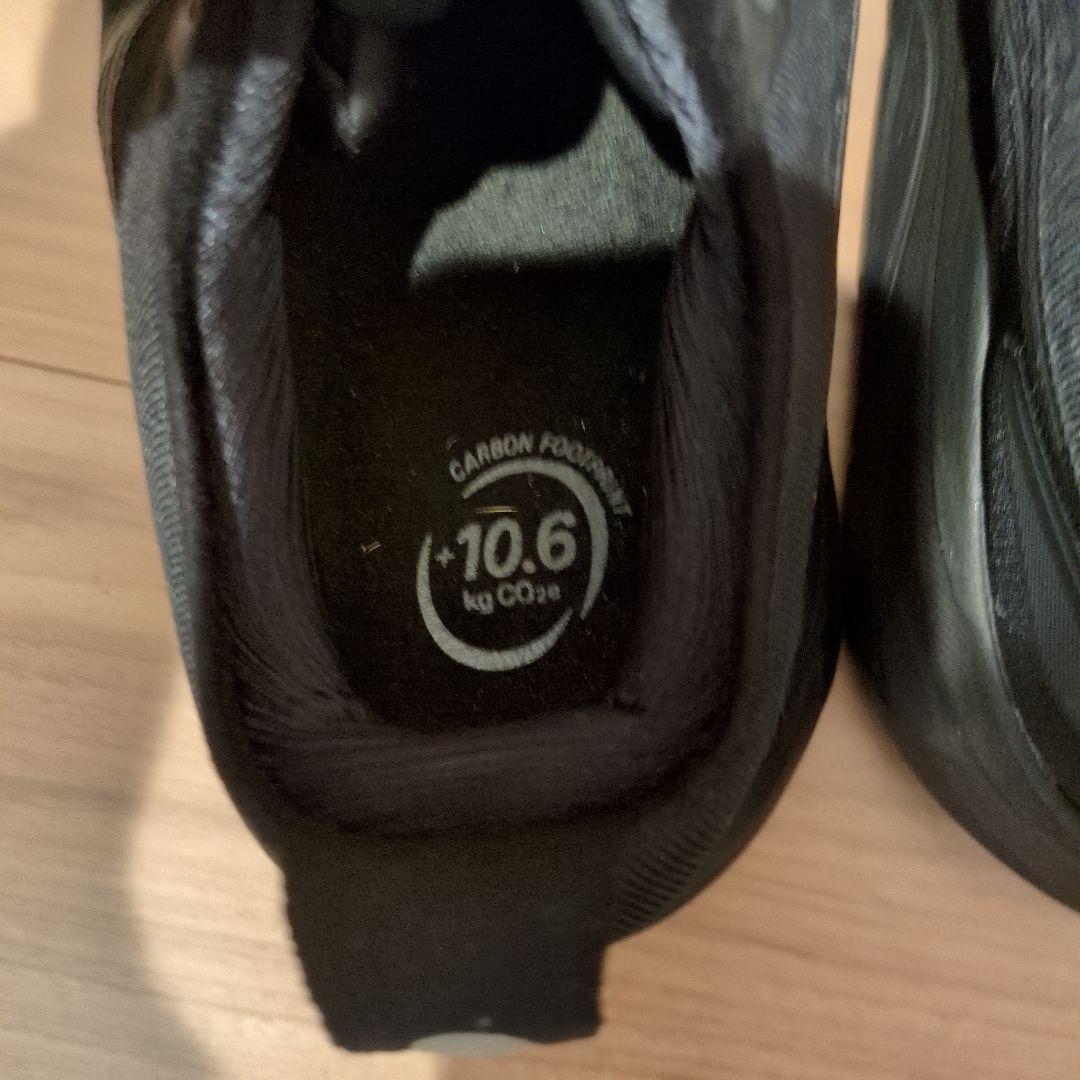 CARBON FOOTPRINT
+10.6
kg CO₂e